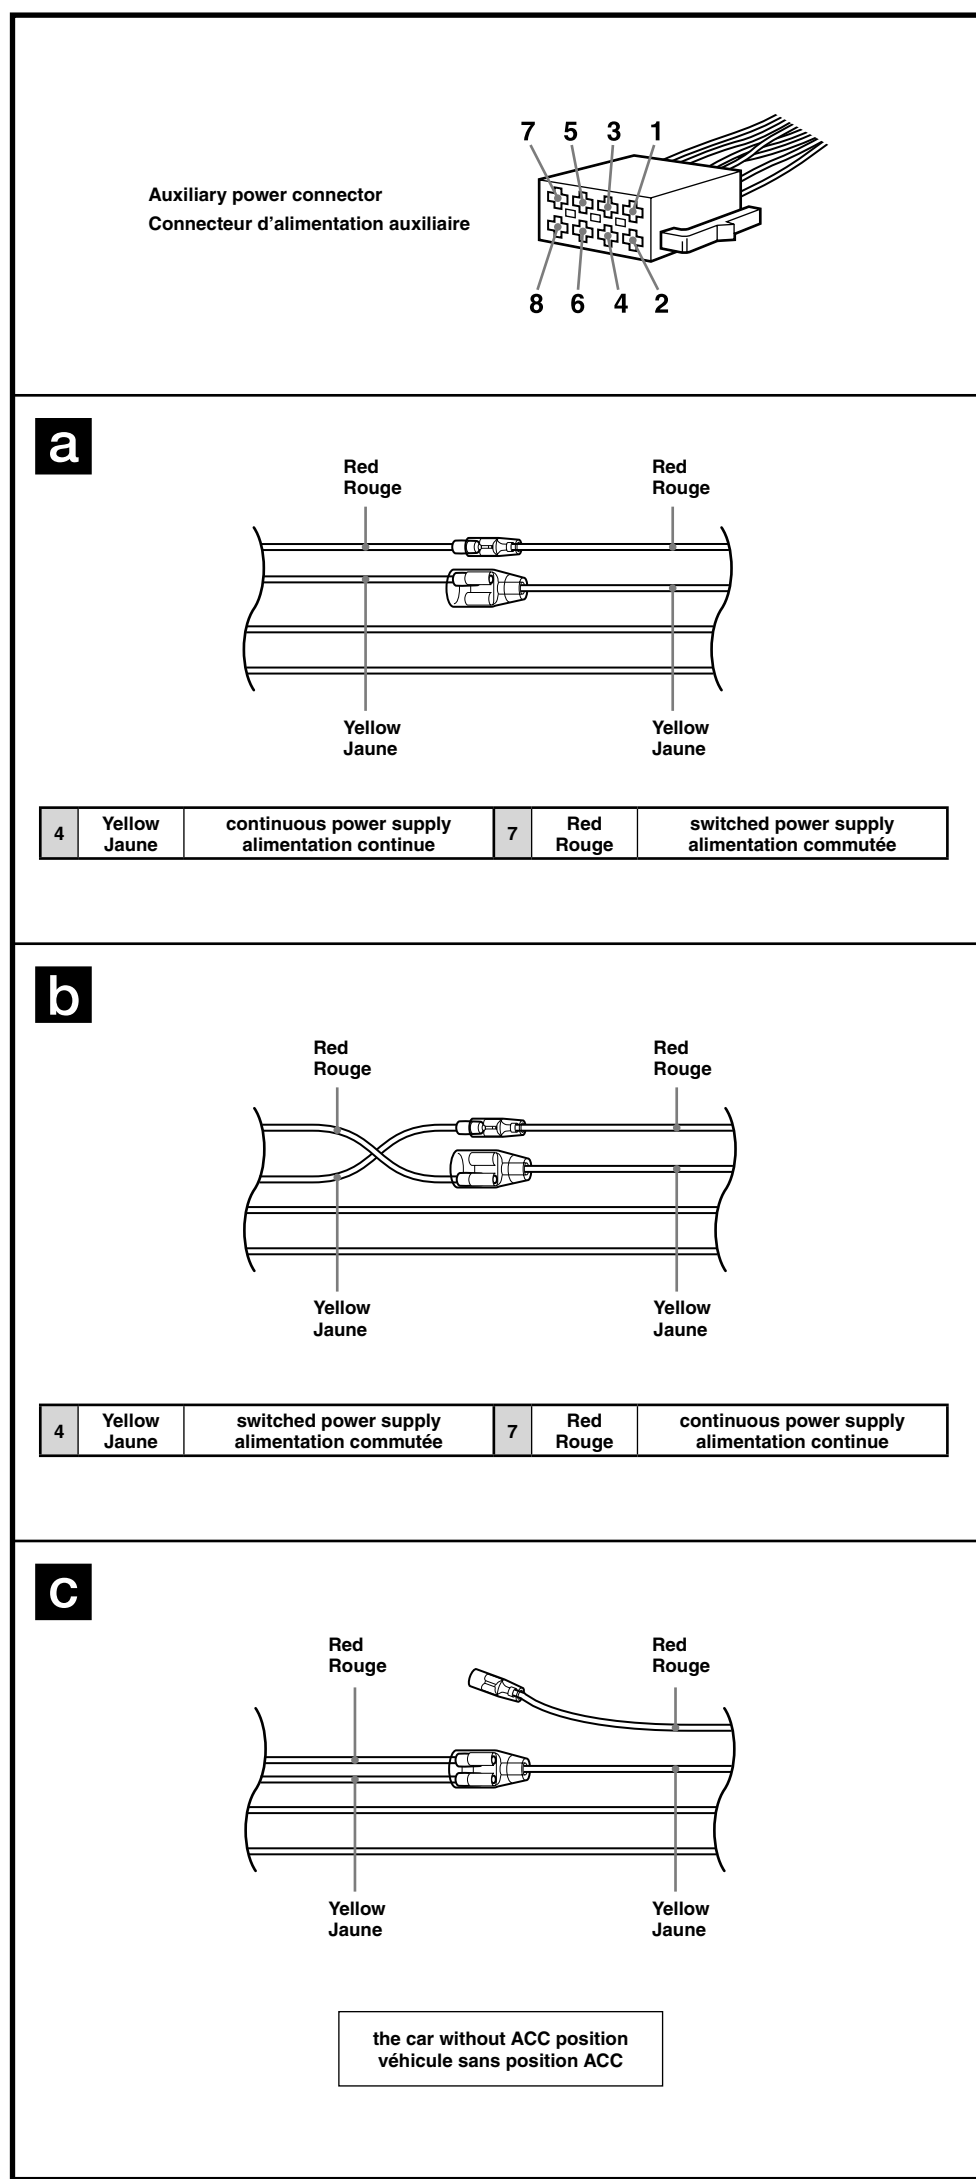 7 5 3 1
Auxiliary power connector
Connecteur d'alimentation auxiliaire
8 6 4 2
a
Red Red
Rouge Rouge
Yellow Yellow
Jaune Jaune
4 Yellow continuous power supply 7 Red switched power supply
Jaune alimentation continue Rouge alimentation commutée
b
Red Red
Rouge Rouge
Yellow Yellow
Jaune Jaune
4 Yellow switched power supply 7 Red continuous power supply
Jaune alimentation commutée Rouge alimentation continue
c
Red Red
Rouge Rouge
Yellow Yellow
Jaune Jaune
the car without ACC position
véhicule sans position ACC